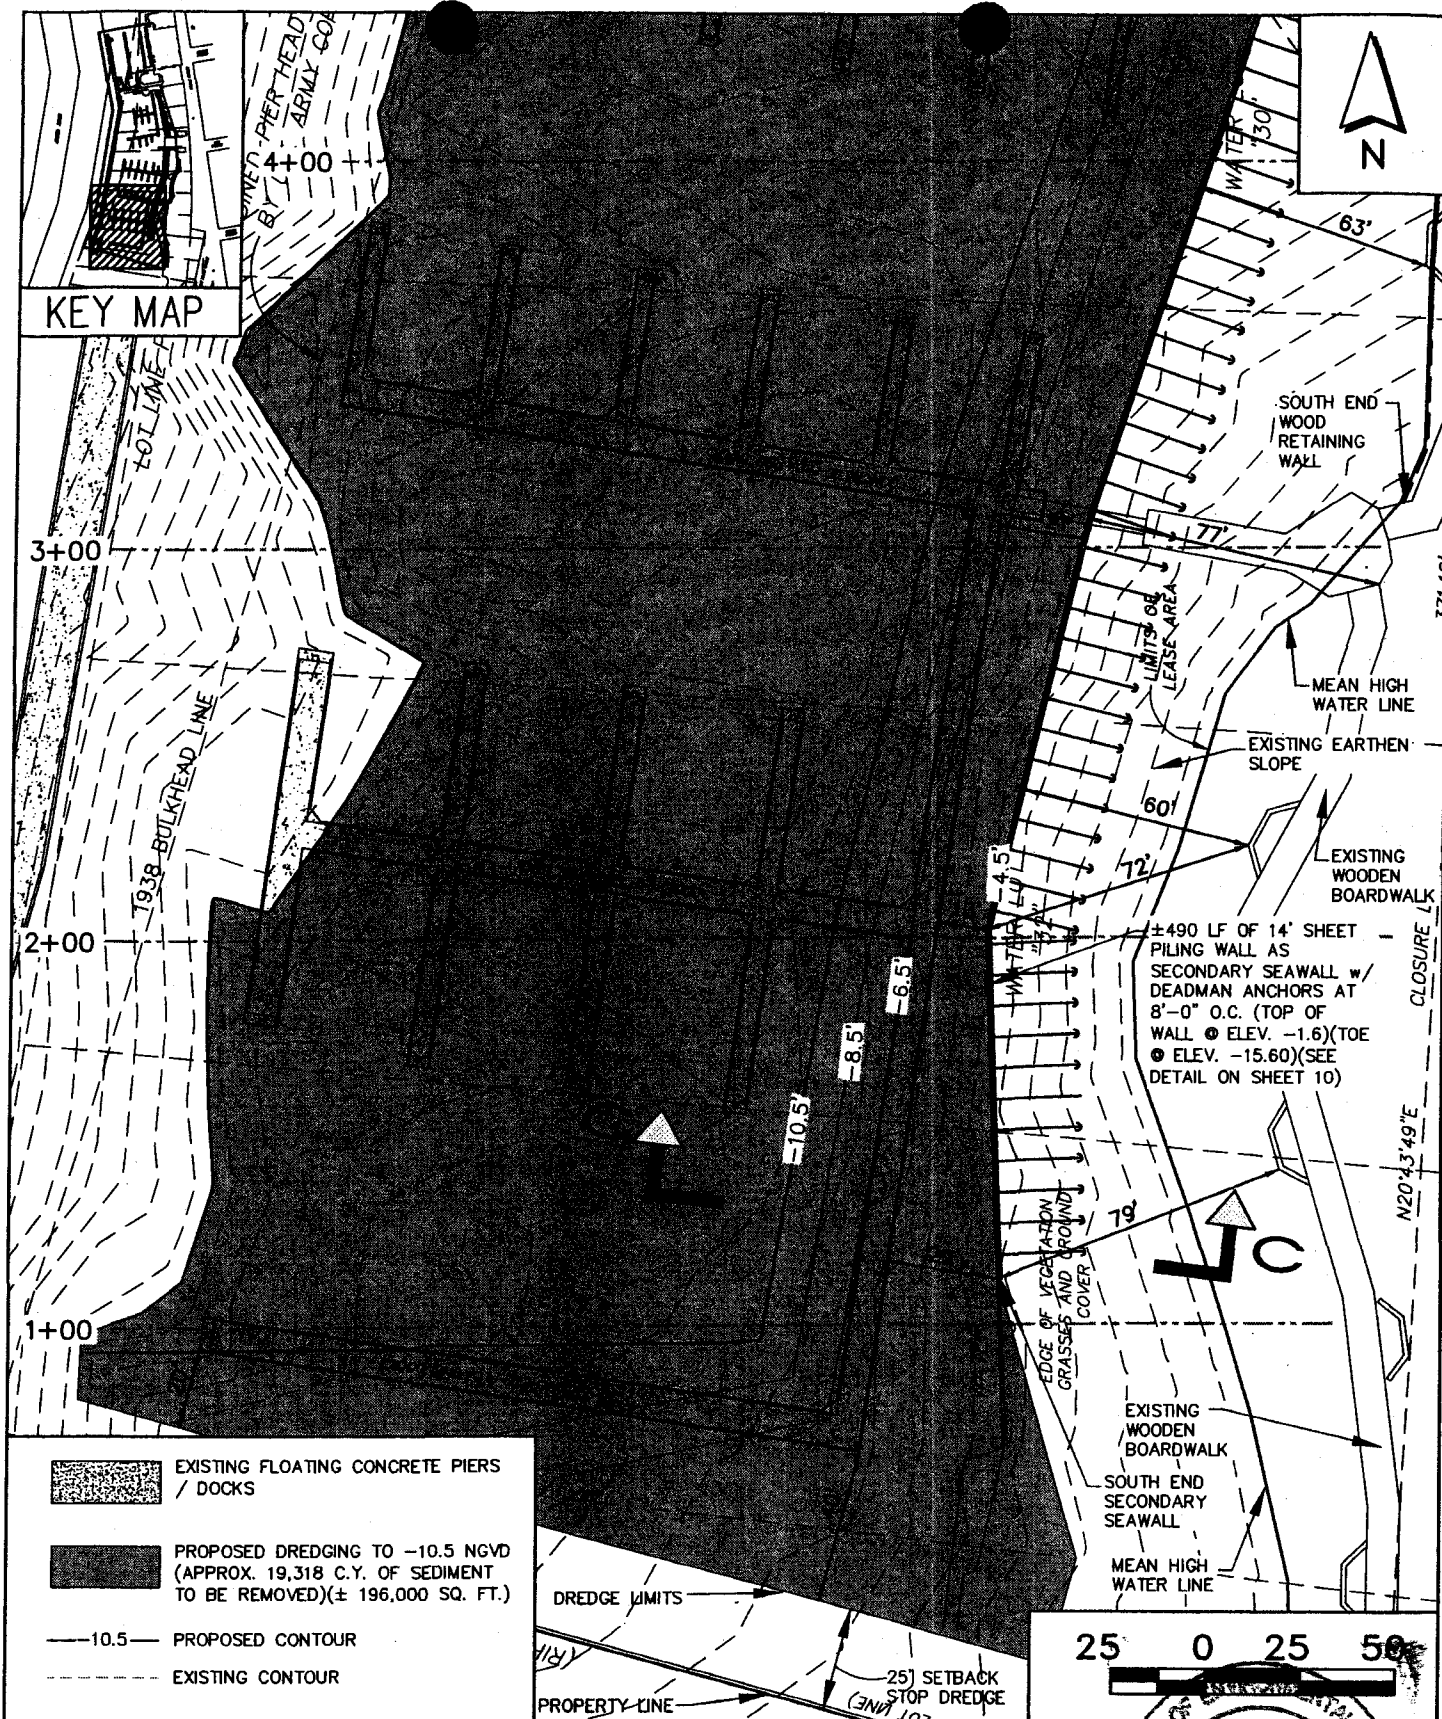 KEY MAP
N
PIER HEAD
BY
ARMY
4+00
WATER
"30'
63'
LOT LINE
SOUTH END
WOOD
RETAINING
WALL
3+00
77'
LIMITS OF
LEASE AREA
MEAN HIGH
WATER LINE
EXISTING EARTHEN
SLOPE
1938 BULKHEAD LINE
60'
72'
EXISTING
WOODEN
BOARDWALK
-4.5'
WATER
2+00
±490 LF OF 14' SHEET
PILING WALL AS
SECONDARY SEAWALL w/
DEADMAN ANCHORS AT
8'-0" O.C. (TOP OF
WALL @ ELEV. -1.6)(TOE
@ ELEV. -15.60)(SEE
DETAIL ON SHEET 10)
CLOSURE
-6.5'
-8.5'
-10.5'
N20°43'49"E
79'
C
EDGE OF VEGETATION
GRASSES AND GROUND
COVER
1+00
EXISTING
WOODEN
BOARDWALK
SOUTH END
SECONDARY
SEAWALL
MEAN HIGH
WATER LINE
EXISTING FLOATING CONCRETE PIERS
/ DOCKS
PROPOSED DREDGING TO -10.5 NGVD
(APPROX. 19,318 C.Y. OF SEDIMENT
TO BE REMOVED)(± 196,000 SQ. FT.)
-10.5 PROPOSED CONTOUR
EXISTING CONTOUR
DREDGE LIMITS
PROPERTY LINE
25' SETBACK
STOP DREDGE
25 0 25 50